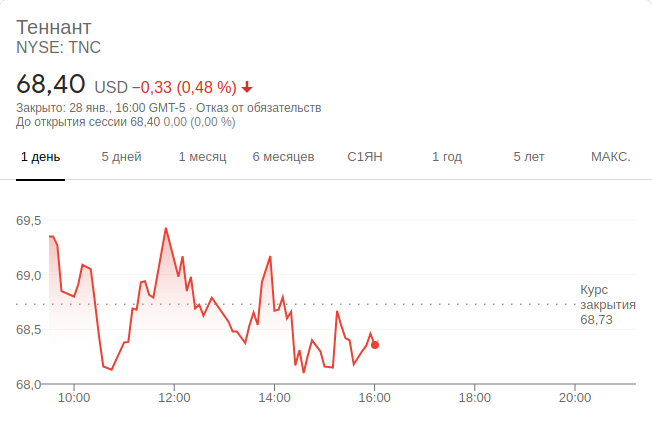 Теннант
NYSE: TNC
68,40 USD −0,33 (0,48 %)
Закрыто: 28 янв., 16:00 GMT-5 · Отказ от обязательств
До открытия сессии 68,40 0,00 (0,00 %)
1 день 5 дней 1 месяц 6 месяцев С1ЯН 1 год 5 лет МАКС.
69,5
69,0
Курс
закрытия
68,73
68,5
68,0
10:00 12:00 14:00 16:00 18:00 20:00